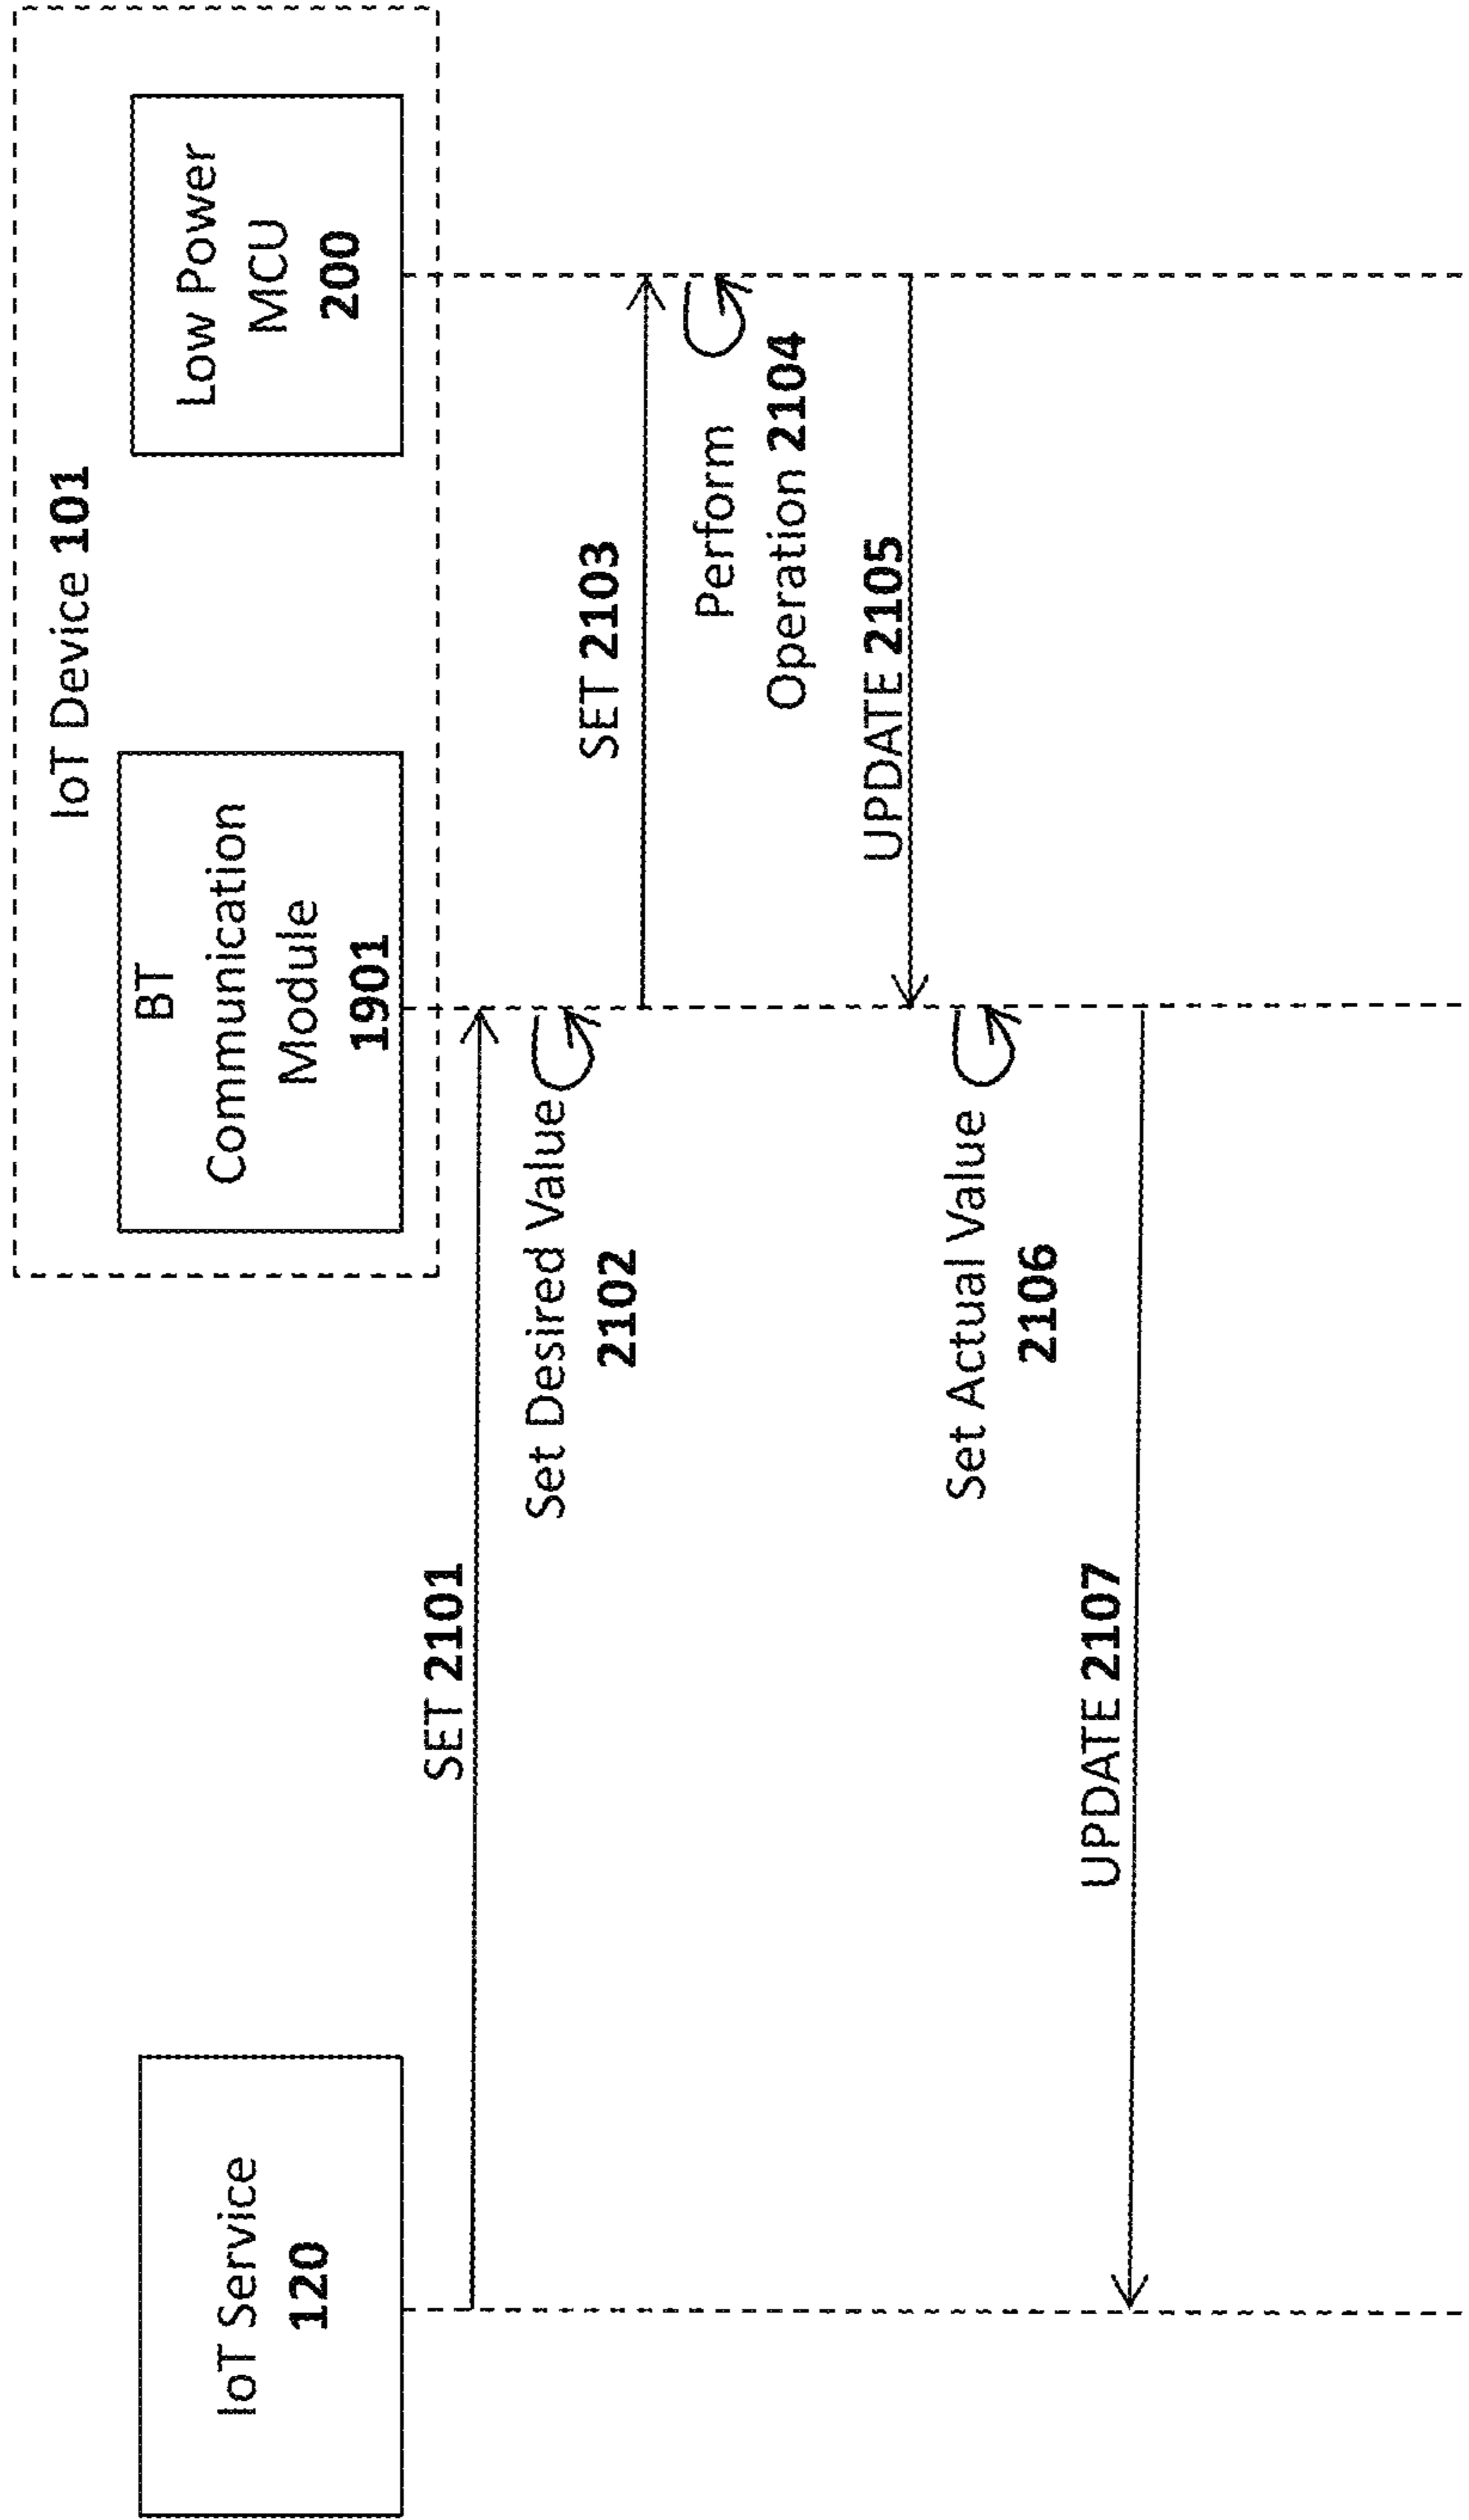 IoT Device 101
IoT Service
120
BT
Communication
Module
1901
Low Power
MCU
200
SET 2101
Set Desired Value
2102
SET 2103
Perform
Operation 2104
UPDATE 2105
Set Actual Value
2106
UPDATE 2107